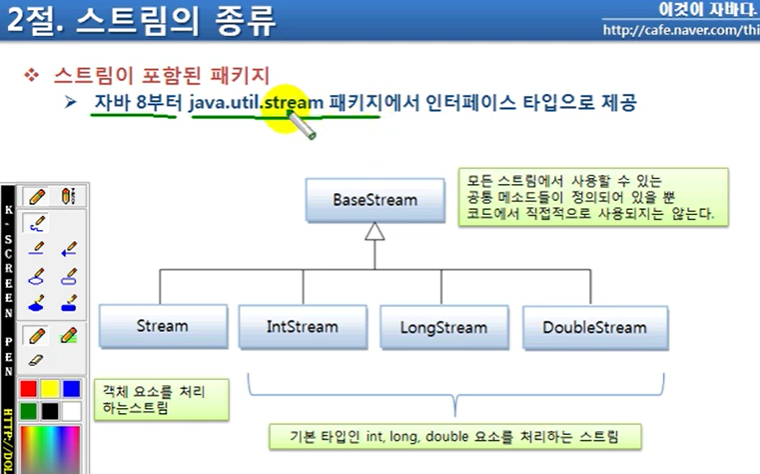 2절. 스트림의 종류
이것이 자바다.
http://cafe.naver.com/thi
스트림이 포함된 패키지
자바 8부터 java.util.stream 패키지에서 인터페이스 타입으로 제공
BaseStream
모든 스트림에서 사용할 수 있는
공통 메소드들이 정의되어 있을 뿐
코드에서 직접적으로 사용되지는 않는다.
Stream
IntStream
LongStream
DoubleStream
객체 요소를 처리
하는스트림
기본 타입인 int, long, double 요소를 처리하는 스트림
K-SCREEN PEN
HTTP://DOL